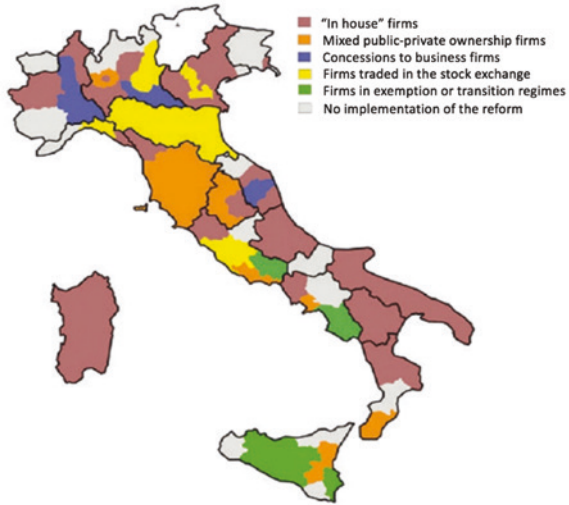 “In house” firms
Mixed public-private ownership firms
Concessions to business firms
Firms traded in the stock exchange
Firms in exemption or transition regimes
No implementation of the reform